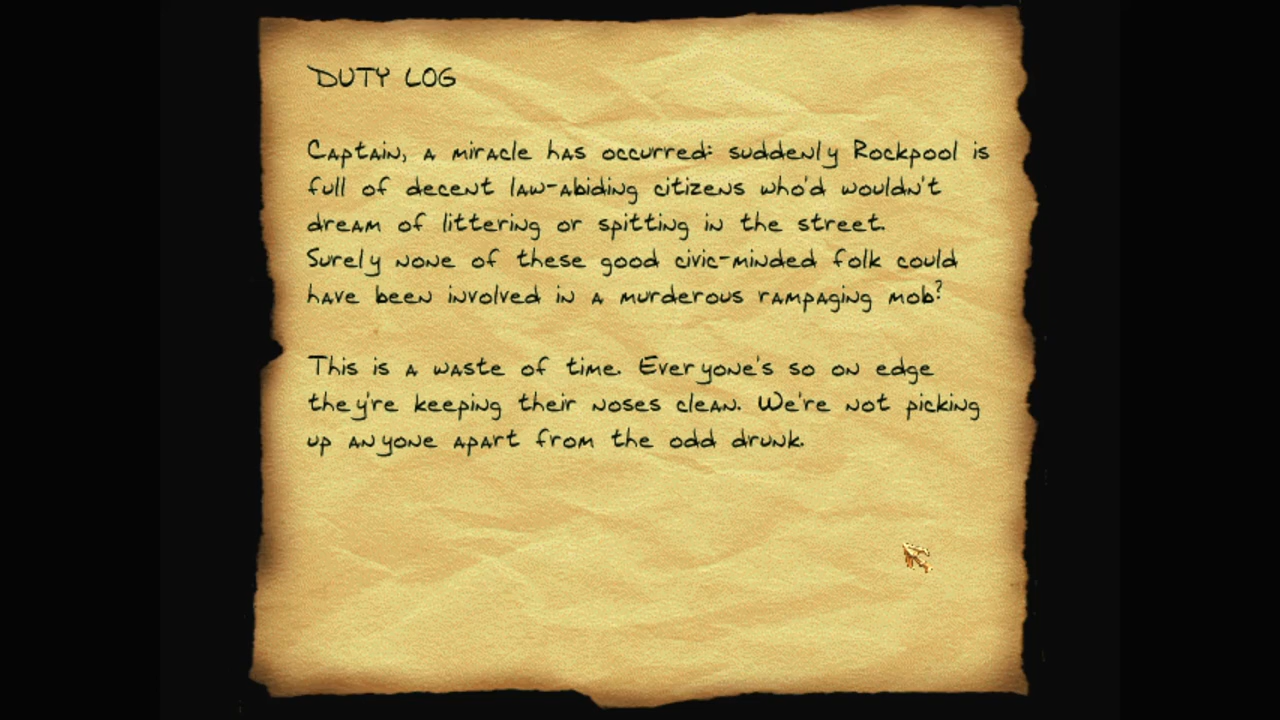 DUTY LOG
Captain, a miracle has occurred: suddenly Rockpool is
full of decent law-abiding citizens who'd wouldn't
dream of littering or spitting in the street.
Surely none of these good civic-minded folk could
have been involved in a murderous rampaging mob?
This is a waste of time. Everyone's so on edge
they're keeping their noses clean. We're not picking
up anyone apart from the odd drunk.